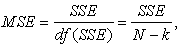 MSE = SSE / df(SSE) = SSE / N − k,